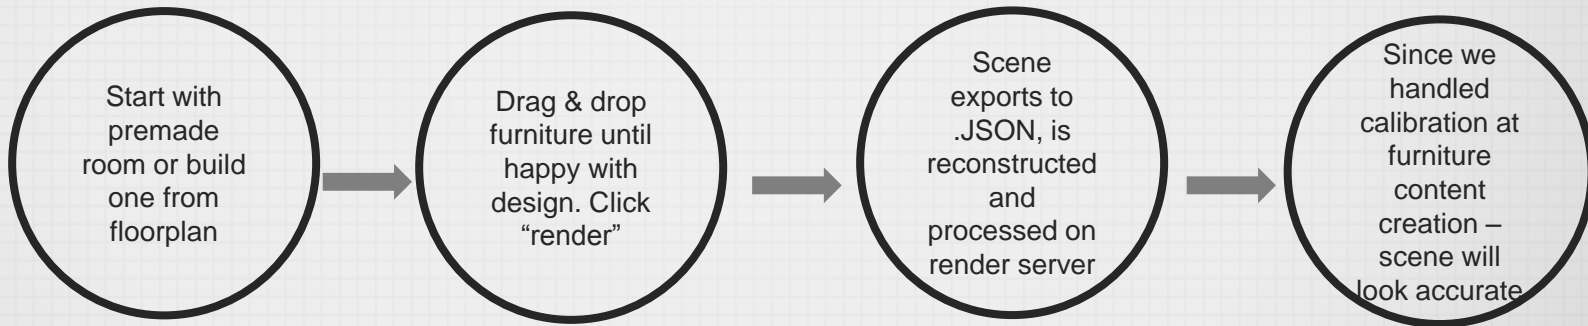 Start with
premade
room or build
one from
floorplan
Drag & drop
furniture until
happy with
design. Click
“render”
Scene
exports to
.JSON, is
reconstructed
and
processed on
render server
Since we
handled
calibration at
furniture
content
creation –
scene will
look accurate